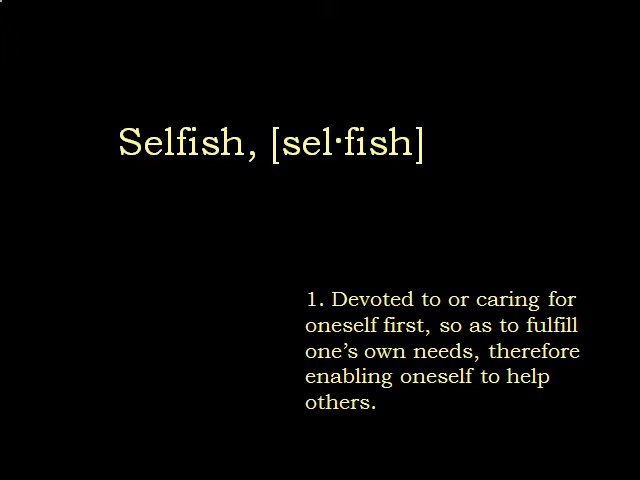 Selfish, [sel·fish]
1. Devoted to or caring for
oneself first, so as to fulfill
one’s own needs, therefore
enabling oneself to help
others.